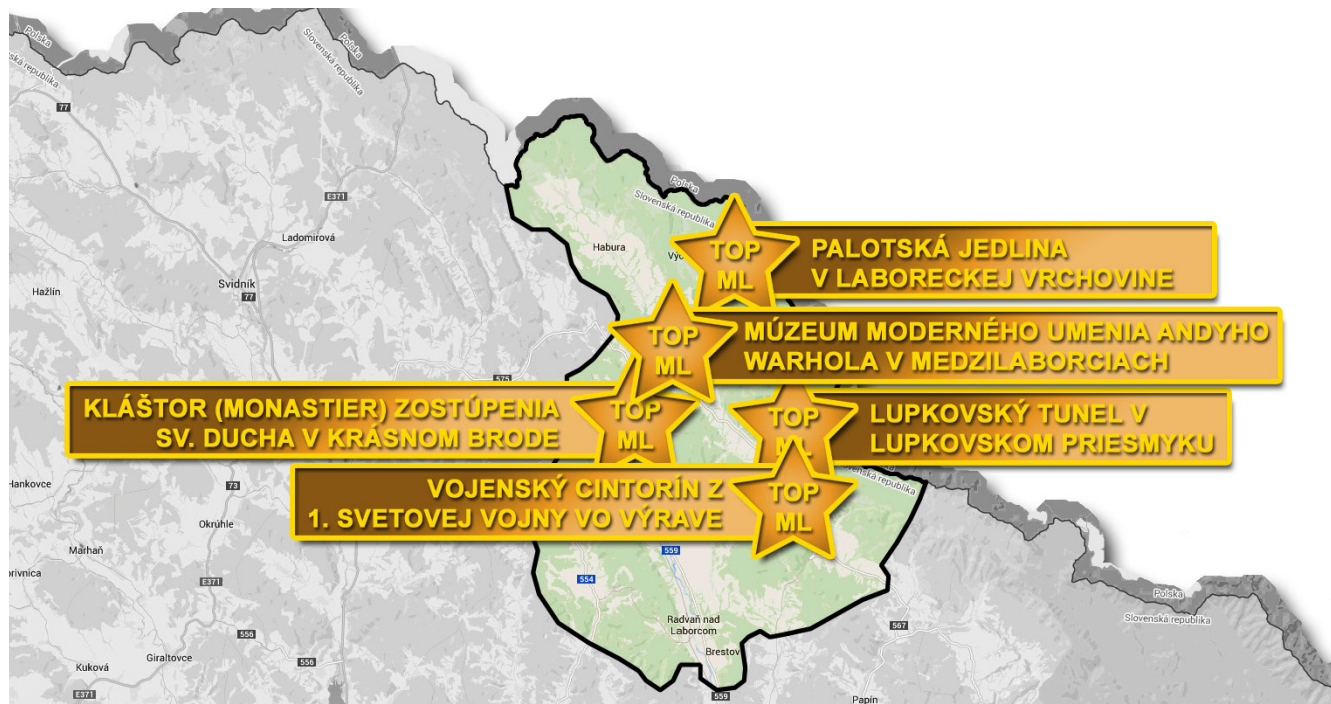 Polska
Polska
Slovenská republika
Slovenská republika
Polska
77
Polska
Slovenská republika
E371
Ladomirová
Habura
TOP
ML
PALOTSKÁ JEDLINA
V LABORECKEJ VRCHOVINE
Svidník
77
Hažlín
TOP
ML
MÚZEUM MODERNÉHO UMENIA ANDYHO
WARHOLA V MEDZILABORCIACH
575
KLÁŠTOR (MONASTIER) ZOSTÚPENIA
SV. DUCHA V KRÁSNOM BRODE
TOP
ML
TOP
ML
LUPKOVSKÝ TUNEL V
LUPKOVSKOM PRIESMYKU
VOJENSKÝ CINTORÍN Z
1. SVETOVEJ VOJNY VO VÝRAVE
TOP
ML
73
Okrúhle
Marhaň
E371
559
554
Radvaň nad
Laborcom
567
556
556
Giraltovce
Kuková
Brestov
E371
559
Papín
Polska
Slovenská republika